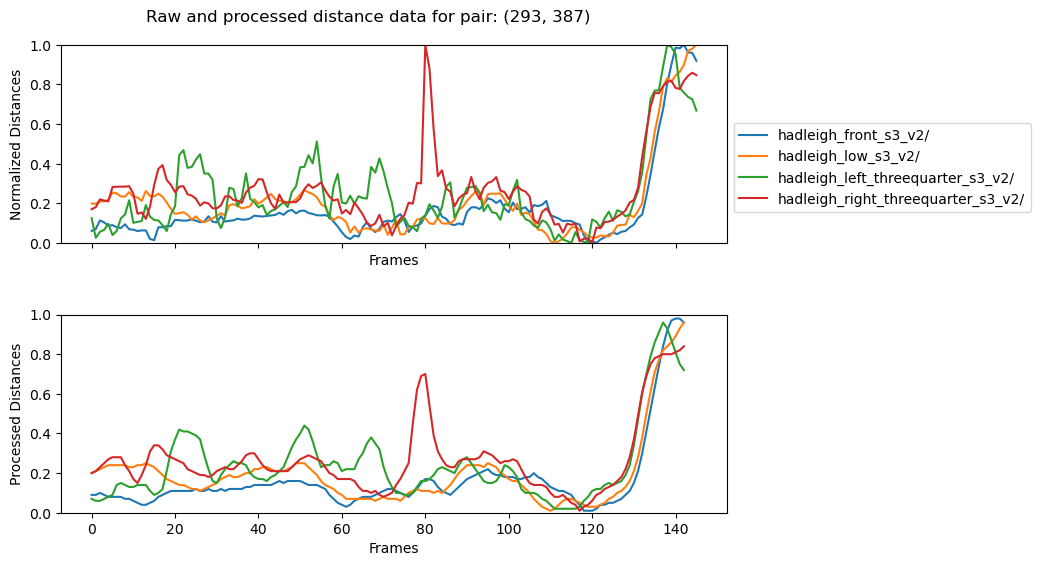 Raw and processed distance data for pair: (293, 387)
1.0
0.8
0.6
0.4
0.2
0.0
Normalized Distances
Frames
hadleigh_front_s3_v2/
hadleigh_low_s3_v2/
hadleigh_left_threequarter_s3_v2/
hadleigh_right_threequarter_s3_v2/
1.0
0.8
0.6
0.4
0.2
0.0
Processed Distances
0 20 40 60 80 100 120 140
Frames